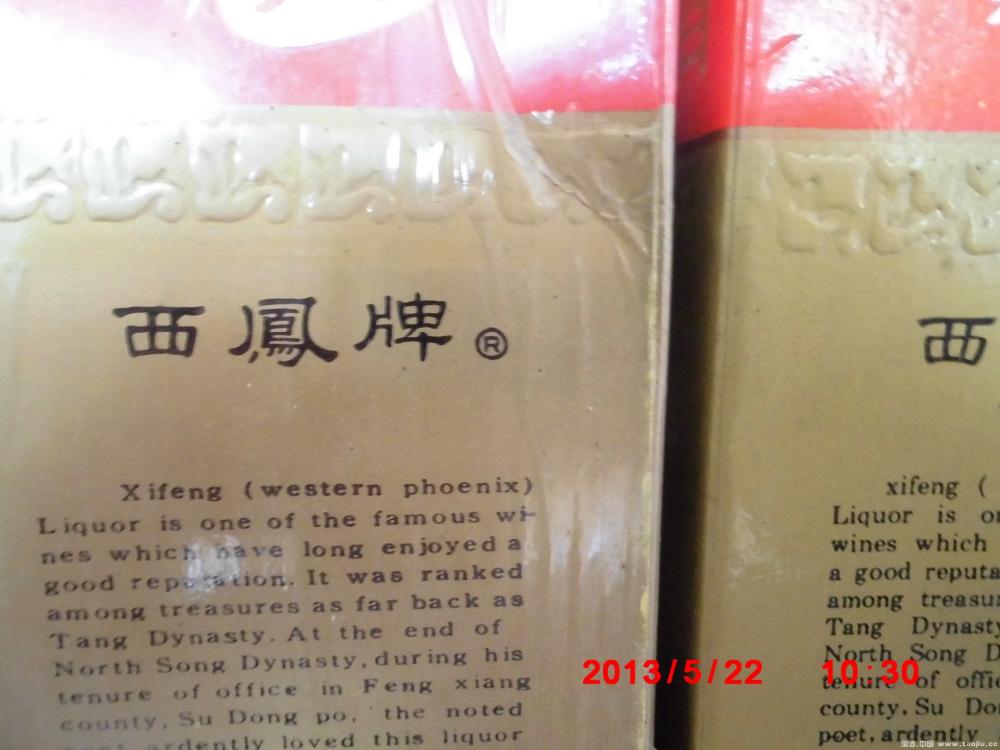 西鳳牌®
Xifeng (western phoenix)
Liquor is one of the famous wi-
nes which have long enjoyed a
good reputation. It was ranked
among treasures as far back as
Tang Dynasty. At the end of
North Song Dynasty, during his
tenure of office in Feng xiang
county, Su Dong po, the noted
poet, ardently loved this liquor
西
xifeng (
Liquor is
wines which
a good
among
Tang Dynasty
North Song
tenure of
county. Su
poet, ardently
2013/5/22 10:30
www.taojiu.cc